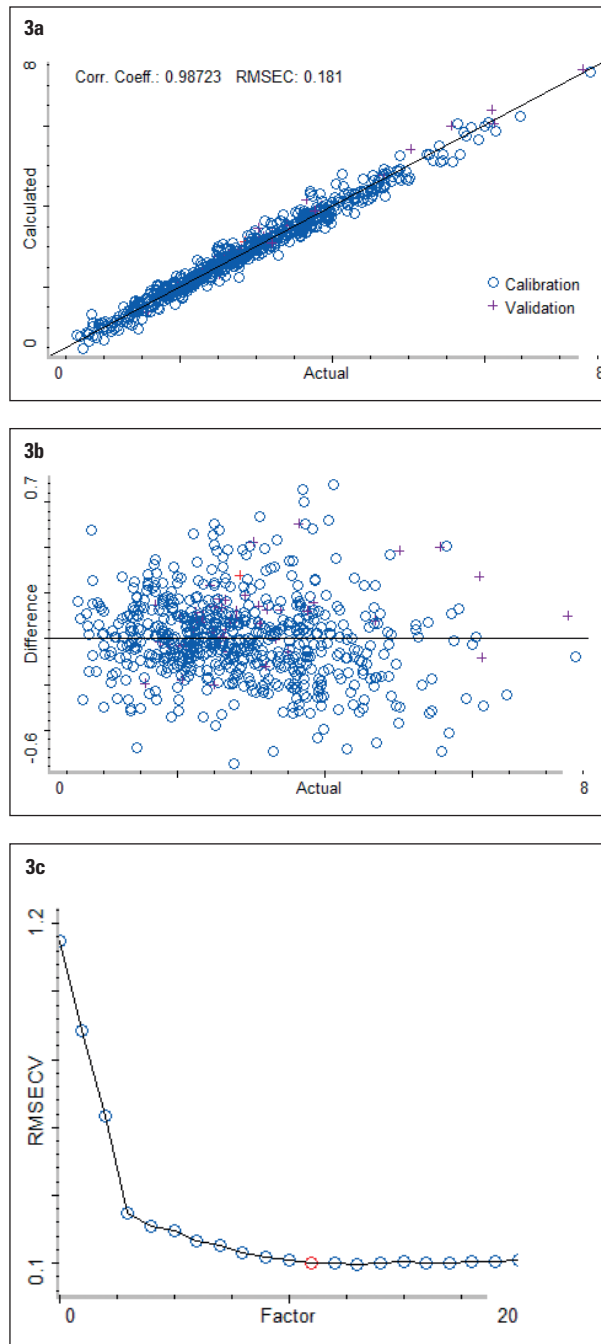 3a
8
Corr. Coeff.: 0.98723 RMSEC: 0.181
Calculated
Calibration
Validation
0
0 Actual 8
3b
0.7
Difference
-0.6
0 Actual 8
3c
1.2
RMSECV
0.1
0 Factor 20